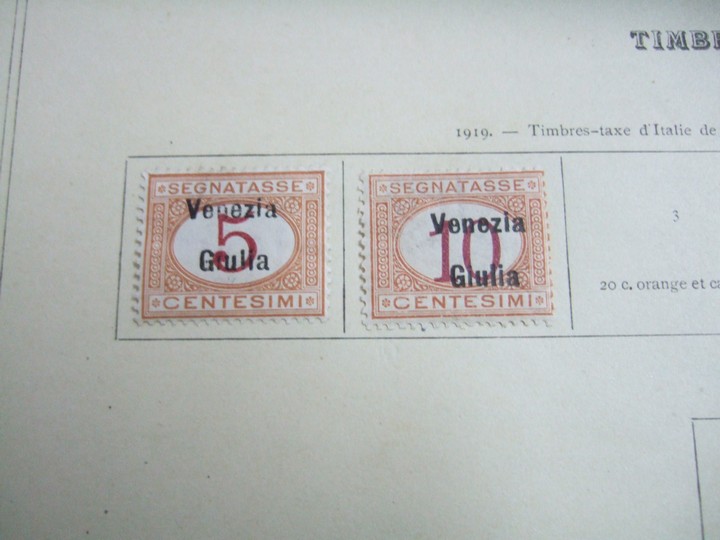 TIMB
1919. — Timbres-taxe d'Italie de
SEGNATASSE
Venezia
5
Giulia
CENTESIMI
SEGNATASSE
Venezia
10
Giulia
CENTESIMI
3
20 c. orange et ca